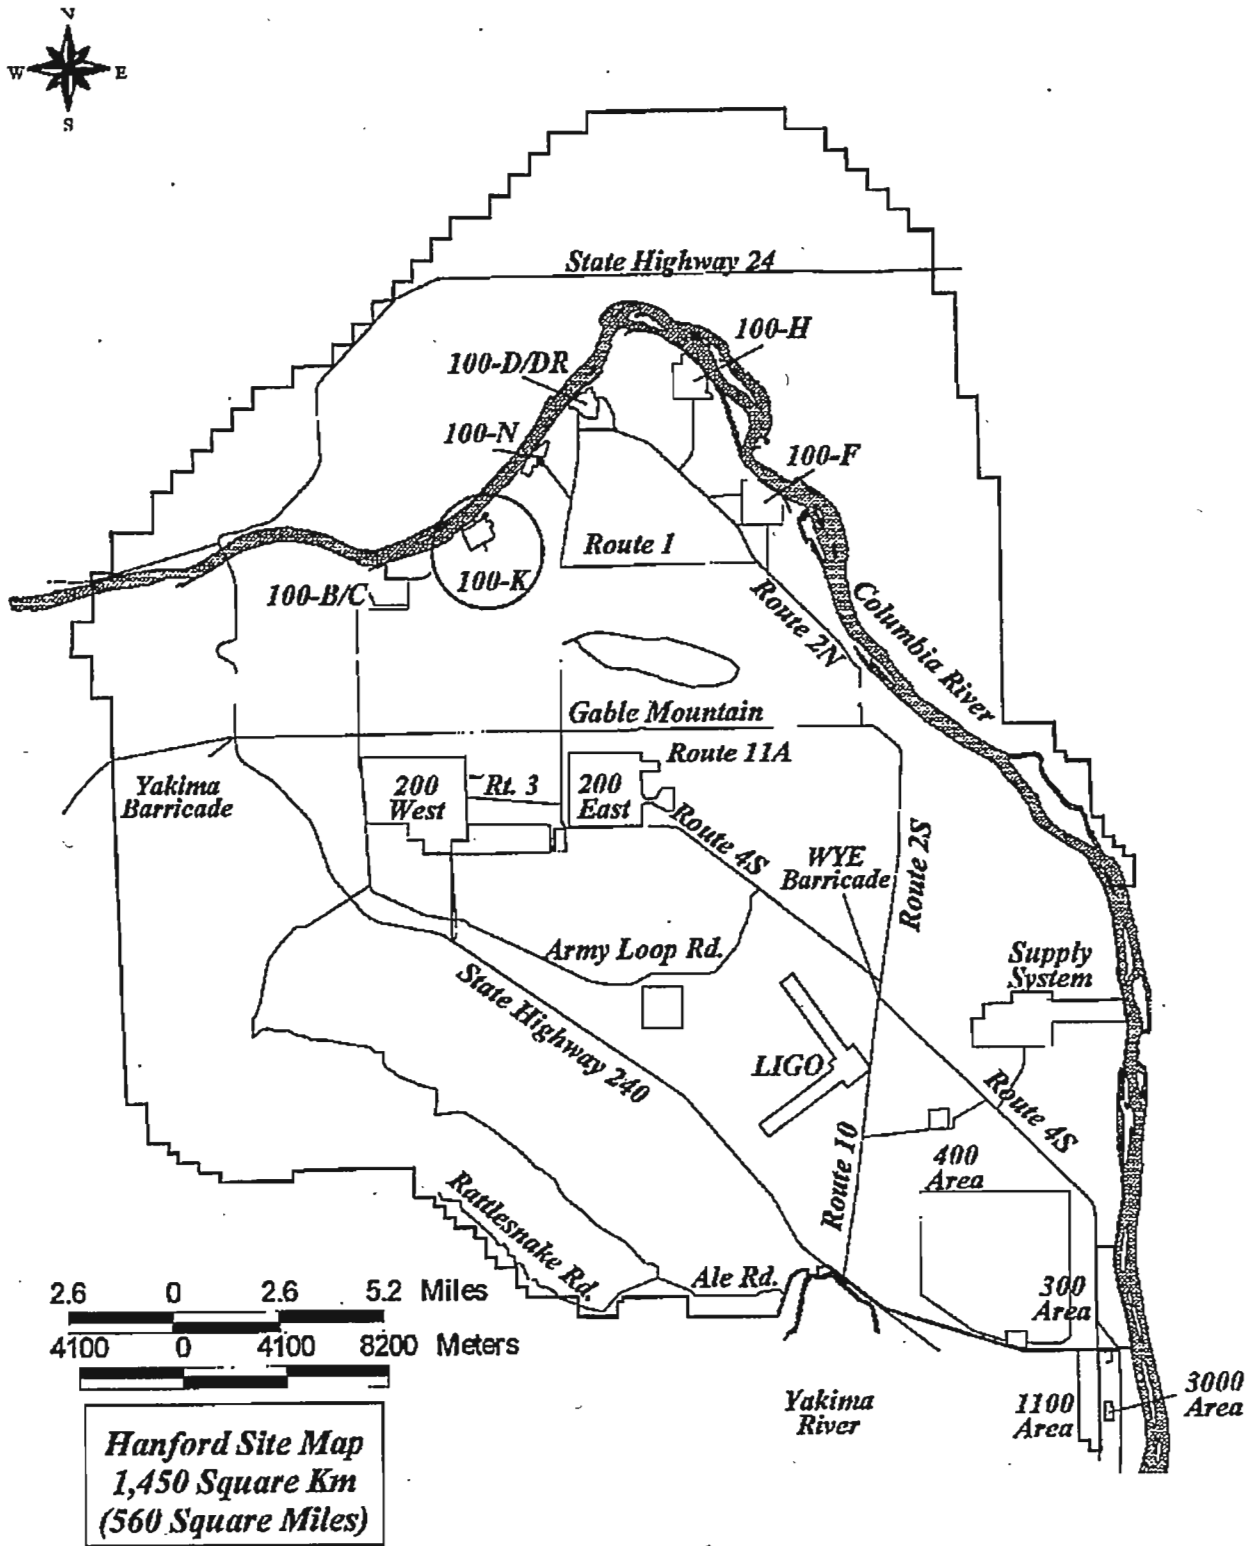 W E
S
State Highway 24
100-H
100-D/DR
100-N
100-F
Route 1
100-K
100-B/C
Route 2N
Columbia River
Gable Mountain
Route 11A
Yakima
Barricade
200
West
Rt. 3
200
East
Route 4S
WYE
Barricade
Route 2S
Army Loop Rd.
Supply
System
State Highway 240
LIGO
Route 4S
Route 10
400
Area
Rattlesnake Rd.
Ale Rd.
300
Area
2.6 0 2.6 5.2 Miles
4100 0 4100 8200 Meters
Yakima
River
1100
Area
3000
Area
Hanford Site Map
1,450 Square Km
(560 Square Miles)